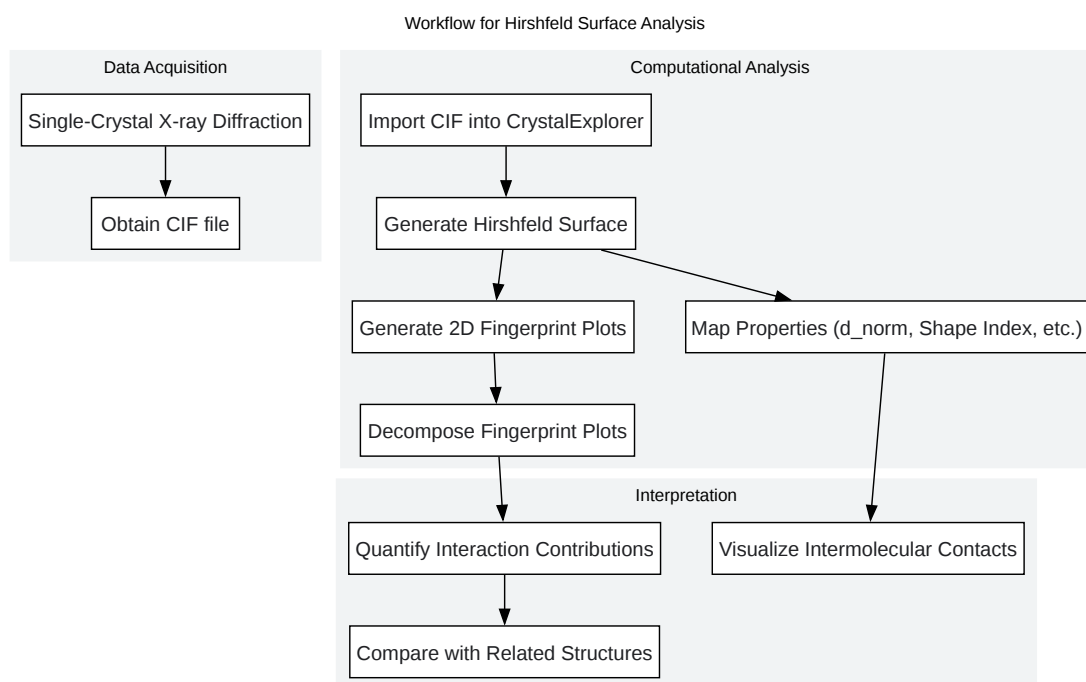 Workflow for Hirshfeld Surface Analysis
Data Acquisition
Single-Crystal X-ray Diffraction
Obtain CIF file
Computational Analysis
Import CIF into CrystalExplorer
Generate Hirshfeld Surface
Generate 2D Fingerprint Plots
Map Properties (d_norm, Shape Index, etc.)
Decompose Fingerprint Plots
Interpretation
Quantify Interaction Contributions
Visualize Intermolecular Contacts
Compare with Related Structures